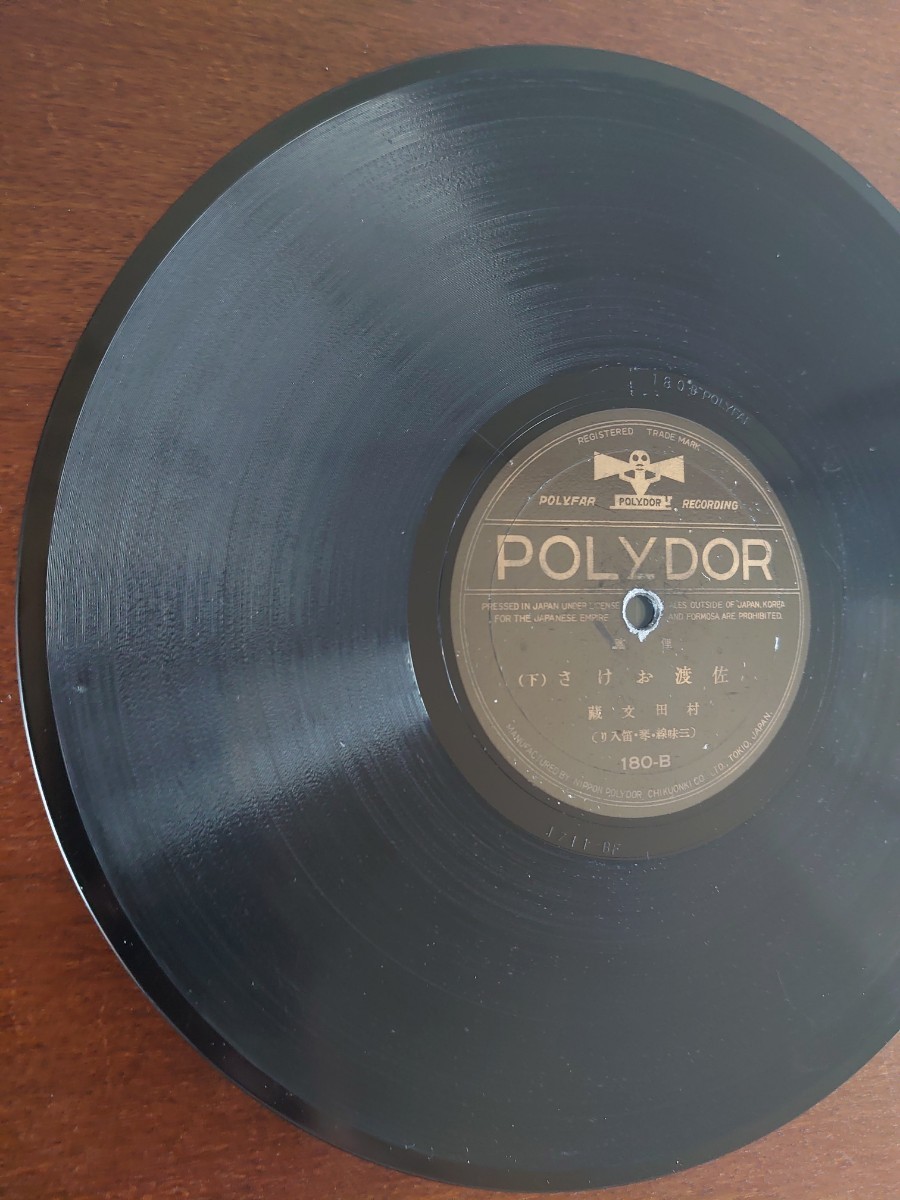 180B POLYFAR
REGISTERED TRADE MARK
POLYFAR POLYDOR RECORDING
POLYDOR
PRESSED IN JAPAN UNDER LICENSE SALES OUTSIDE OF JAPAN, KOREA
FOR THE JAPANESE EMPIRE AND FORMOSA ARE PROHIBITED.
俚
佐渡おけさ(下)
村田文蔵
(三味線・琴・笛入り)
180-B
MANUFACTURED BY NIPPON POLYDOR CHIKUONKI CO. LTD., TOKIO, JAPAN.